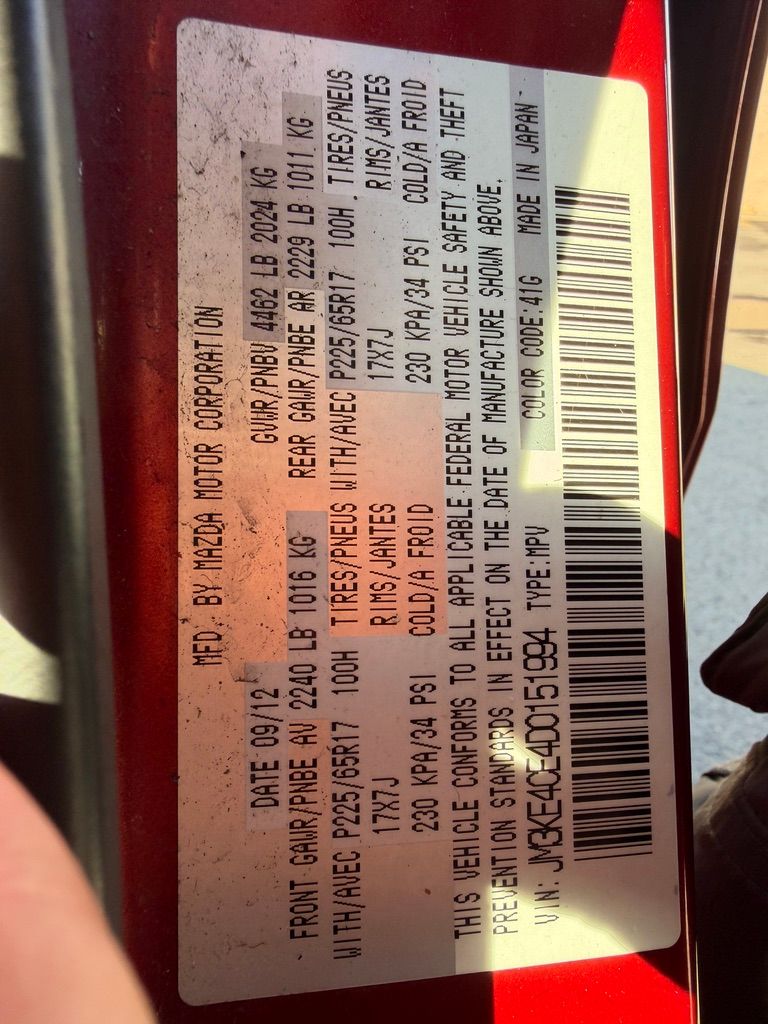 MFD BY MAZDA MOTOR CORPORATION
DATE 09/12 GVWR/PNBV 4462 LB 2024 KG
FRONT GAWR/PNBE AV 2240 LB 1016 KG REAR GAWR/PNBE AR 2229 LB 1011 KG
WITH/AVEC P225/65R17 100H TIRES/PNEUS WITH/AVEC P225/65R17 100H TIRES/PNEUS
17X7J RIMS/JANTES 17X7J RIMS/JANTES
230 KPA/34 PSI COLD/A FROID 230 KPA/34 PSI COLD/A FROID
THIS VEHICLE CONFORMS TO ALL APPLICABLE FEDERAL MOTOR VEHICLE SAFETY AND THEFT
PREVENTION STANDARDS IN EFFECT ON THE DATE OF MANUFACTURE SHOWN ABOVE.
VIN: JM3KE4CE4D0151994 TYPE:MPV COLOR CODE:41G MADE IN JAPAN